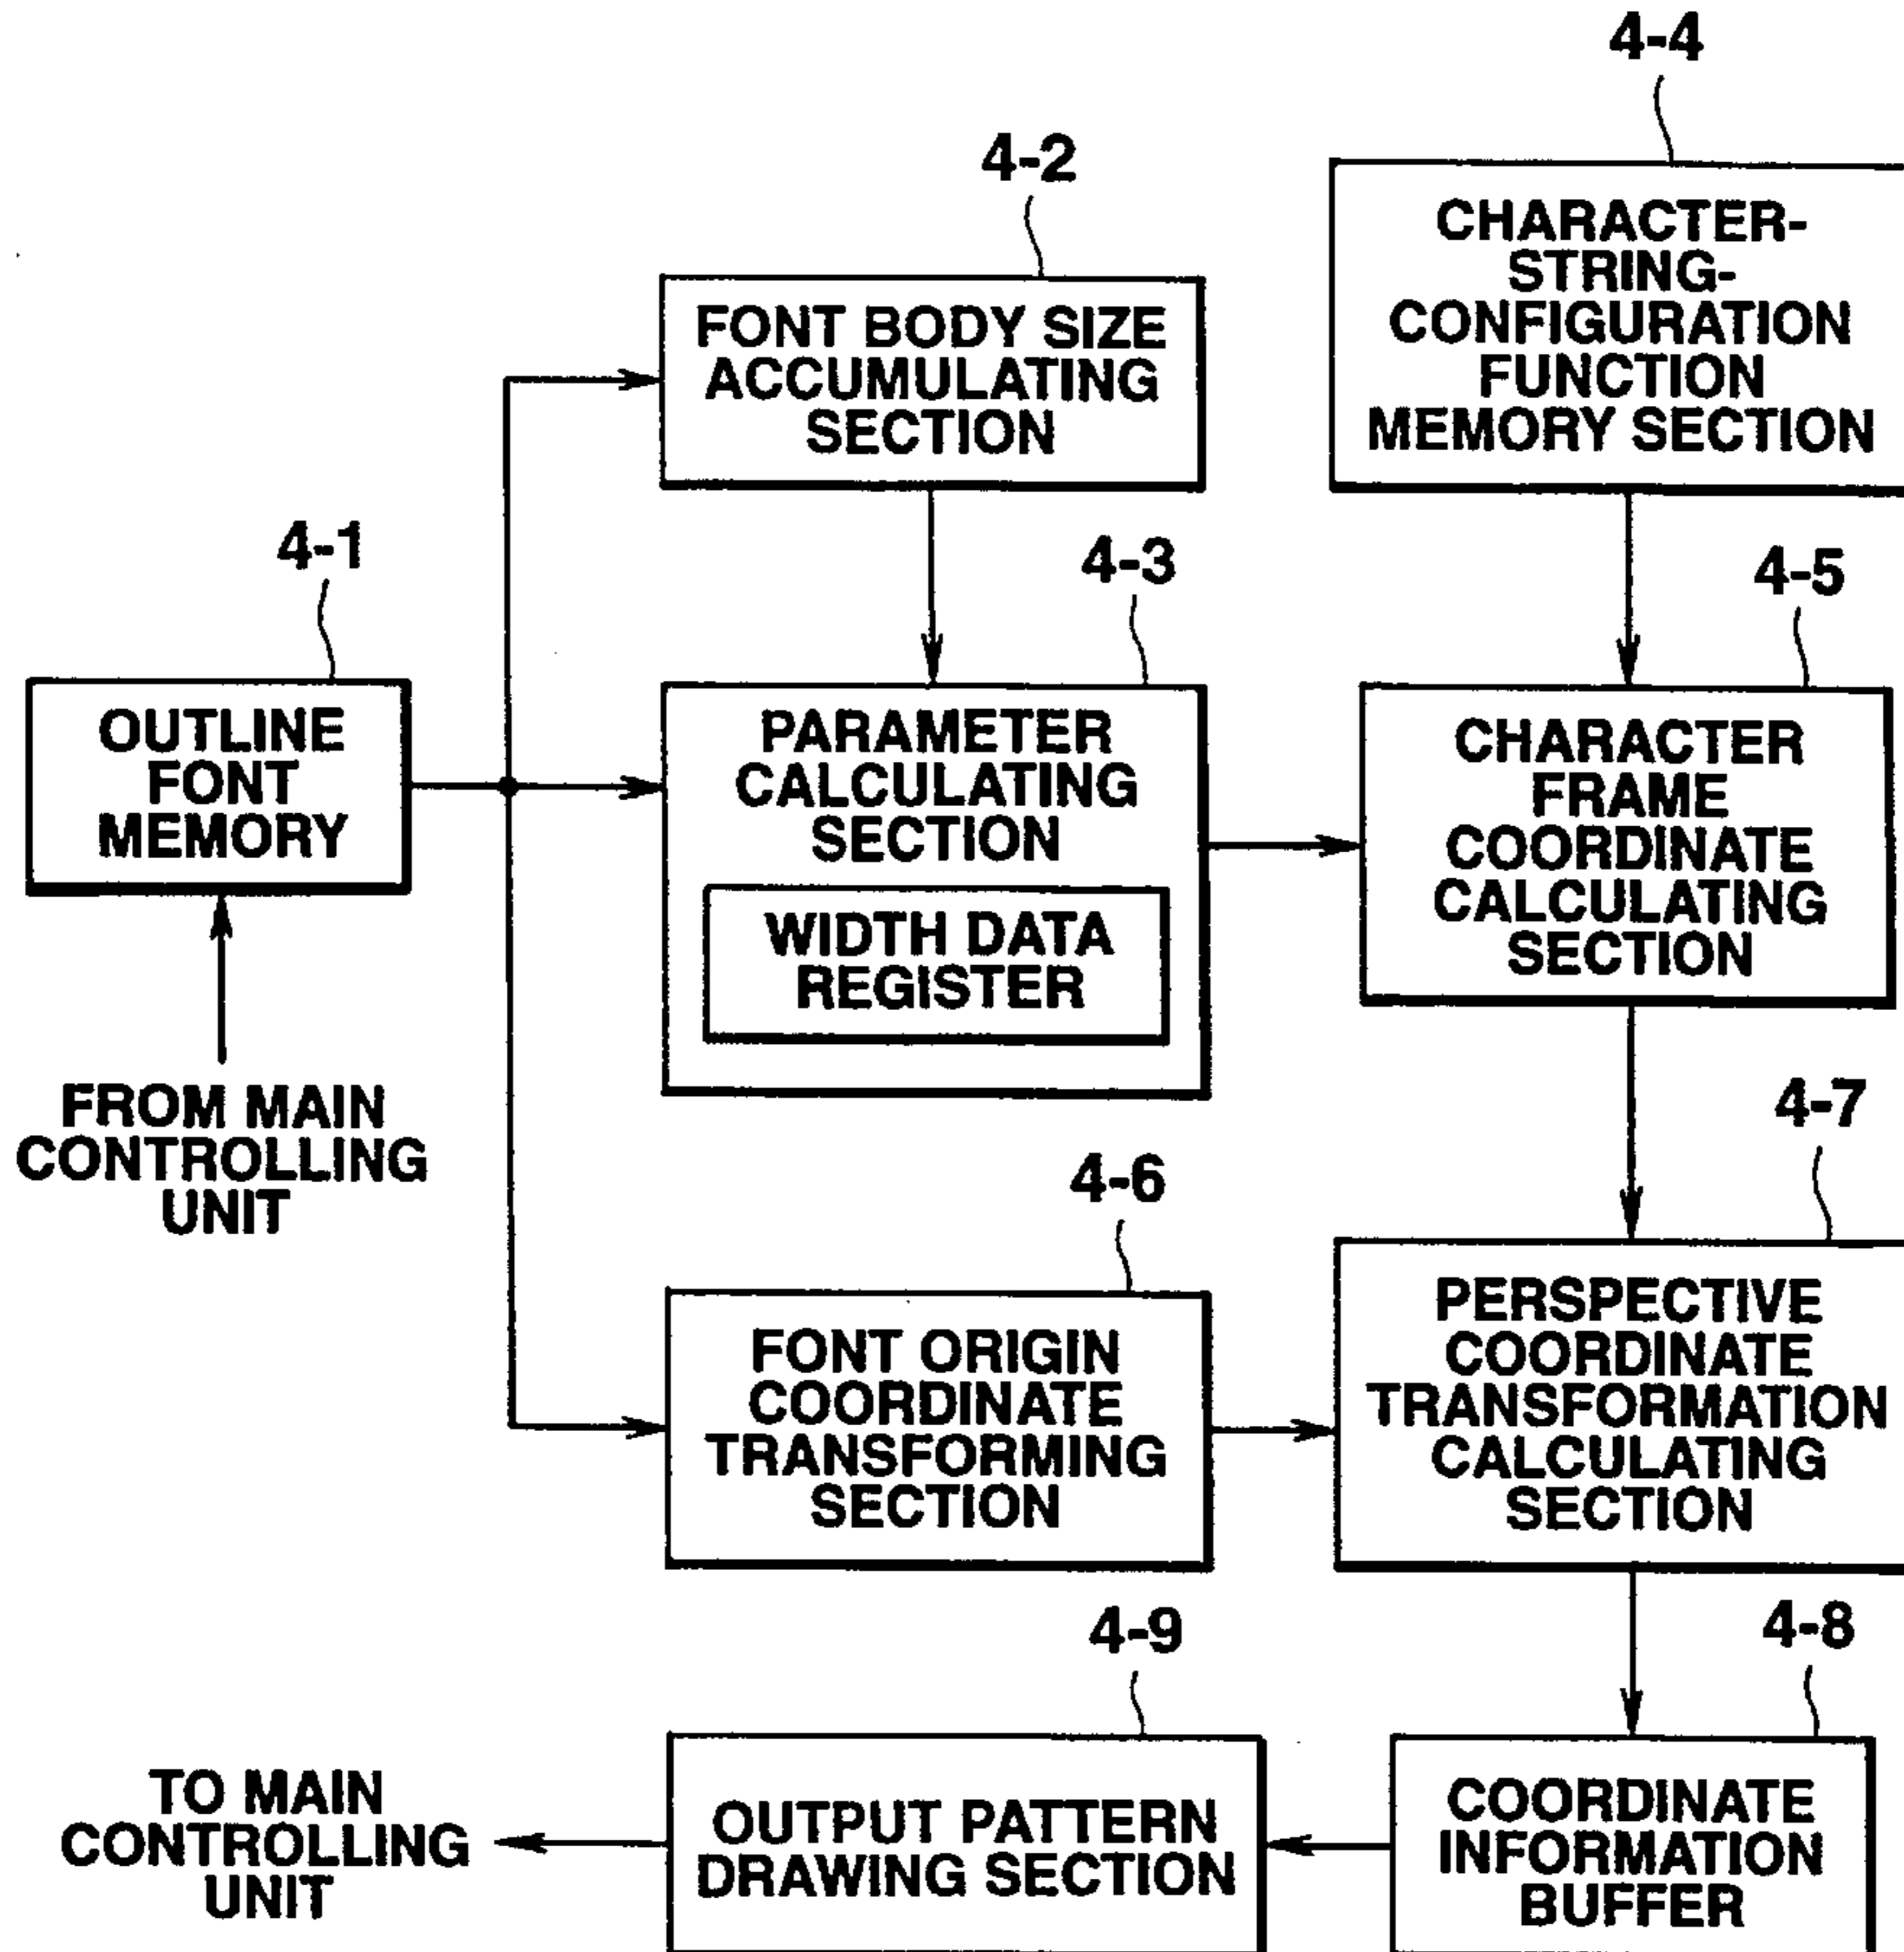 4-4
4-2
CHARACTER-
STRING-
CONFIGURATION
FUNCTION
MEMORY SECTION
FONT BODY SIZE
ACCUMULATING
SECTION
4-1
4-3
4-5
OUTLINE
FONT
MEMORY
PARAMETER
CALCULATING
SECTION
WIDTH DATA
REGISTER
CHARACTER
FRAME
COORDINATE
CALCULATING
SECTION
FROM MAIN
CONTROLLING
UNIT
4-6
4-7
FONT ORIGIN
COORDINATE
TRANSFORMING
SECTION
PERSPECTIVE
COORDINATE
TRANSFORMATION
CALCULATING
SECTION
4-9
4-8
TO MAIN
CONTROLLING
UNIT
OUTPUT PATTERN
DRAWING SECTION
COORDINATE
INFORMATION
BUFFER